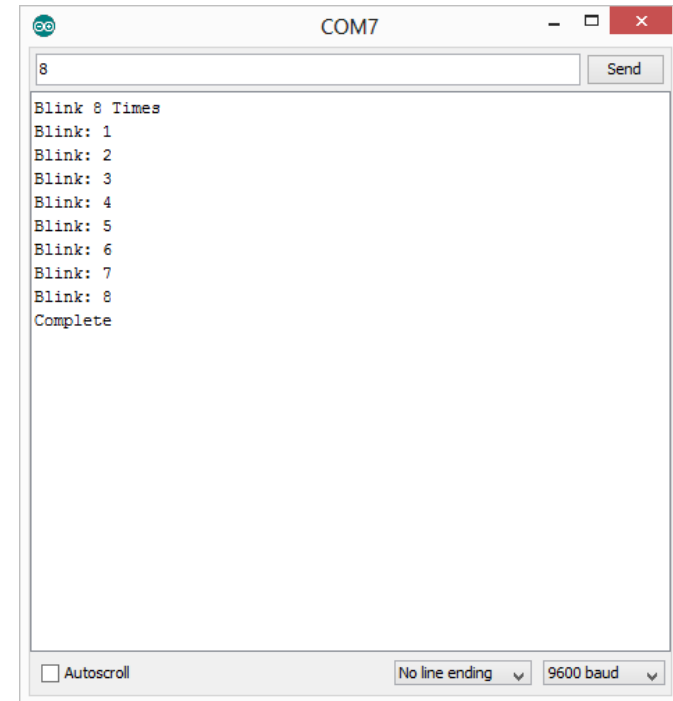 COM7
8
Send
Blink 8 Times
Blink: 1
Blink: 2
Blink: 3
Blink: 4
Blink: 5
Blink: 6
Blink: 7
Blink: 8
Complete
Autoscroll
No line ending
9600 baud